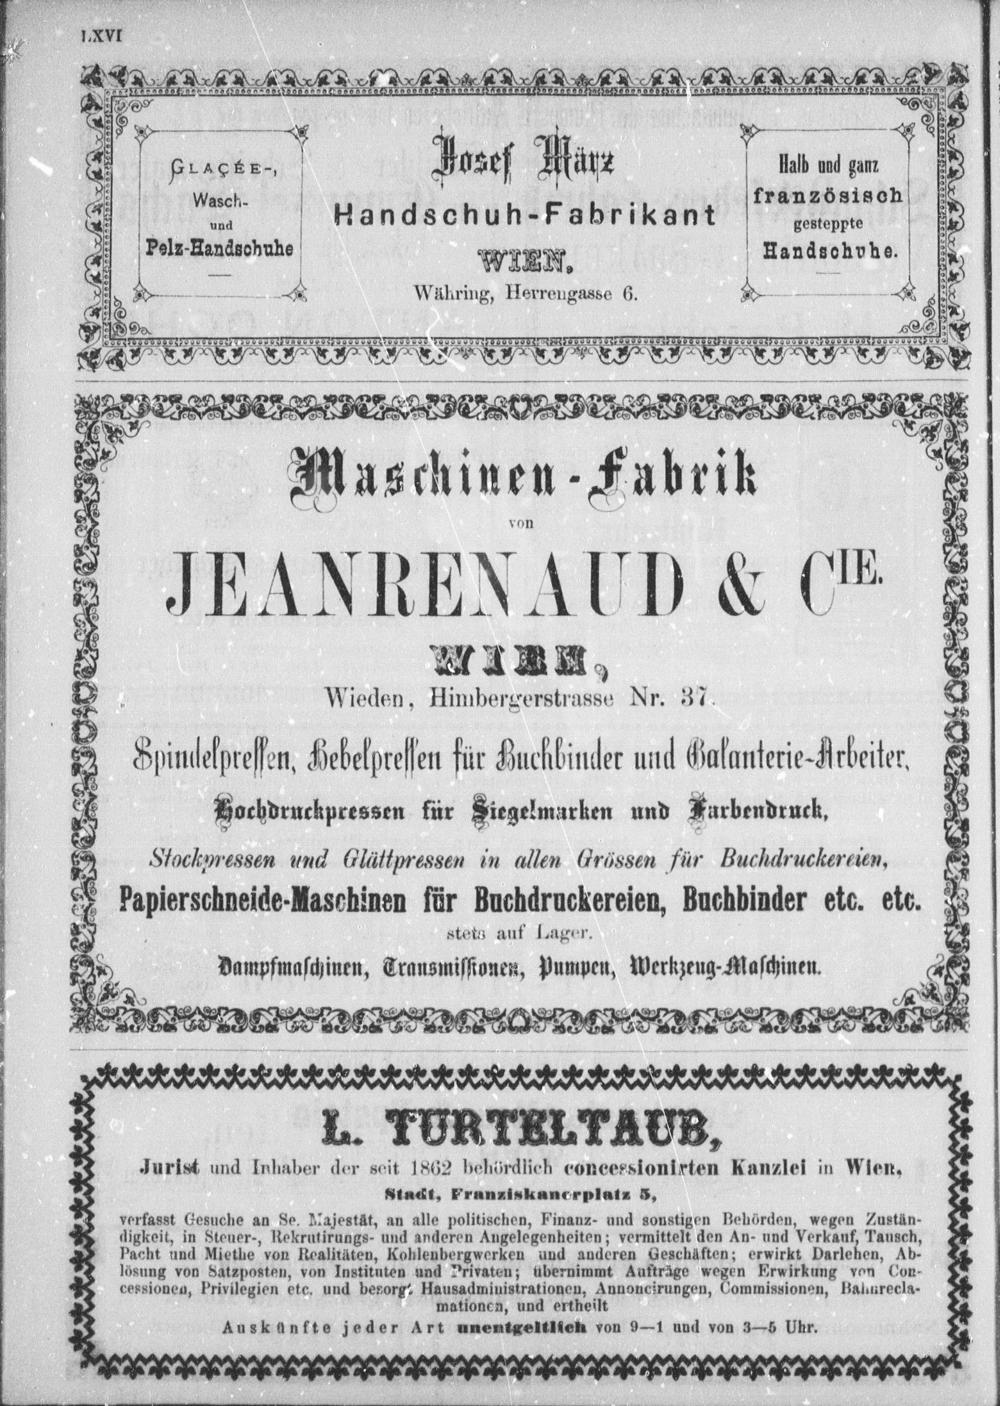 LXVI
GLAÇÉE-,
Wasch-
und
Pelz-Handschuhe
Josef März
Handschuh-Fabrikant
WIEN,
Währing, Herrengasse 6.
Halb und ganz
französisch
gesteppte
Handschuhe.
Maschinen-Fabrik
von
JEANRENAUD & CIE.
WIEN,
Wieden, Himbergerstrasse Nr. 37.
Spindelpressen, Hebelpressen für Buchbinder und Galanterie-Arbeiter,
Hochdruckpressen für Siegelmarken und Farbendruck,
Stockpressen und Glättpressen in allen Grössen für Buchdruckereien,
Papierschneide-Maschinen für Buchdruckereien, Buchbinder etc. etc.
stets auf Lager.
Dampfmaschinen, Transmissionen, Pumpen, Werkzeug-Maschinen.
L. TURTELTAUB,
Jurist und Inhaber der seit 1862 behördlich concessionirten Kanzlei in Wien,
Stadt, Franziskanerplatz 5,
verfasst Gesuche an Se. Majestät, an alle politischen, Finanz- und sonstigen Behörden, wegen Zustän-
digkeit, in Steuer-, Rekrutirungs- und anderen Angelegenheiten; vermittelt den An- und Verkauf, Tausch,
Pacht und Miethe von Realitäten, Kohlenbergwerken und anderen Geschäften; erwirkt Darlehen, Ab-
lösung von Satzposten, von Instituten und Privaten; übernimmt Aufträge wegen Erwirkung von Con-
cessionen, Privilegien etc. und besorgt Hausadministrationen, Annoncirungen, Commissionen, Bahnrecla-
mationen, und ertheilt
Auskünfte jeder Art unentgeltlich von 9—1 und von 3—5 Uhr.